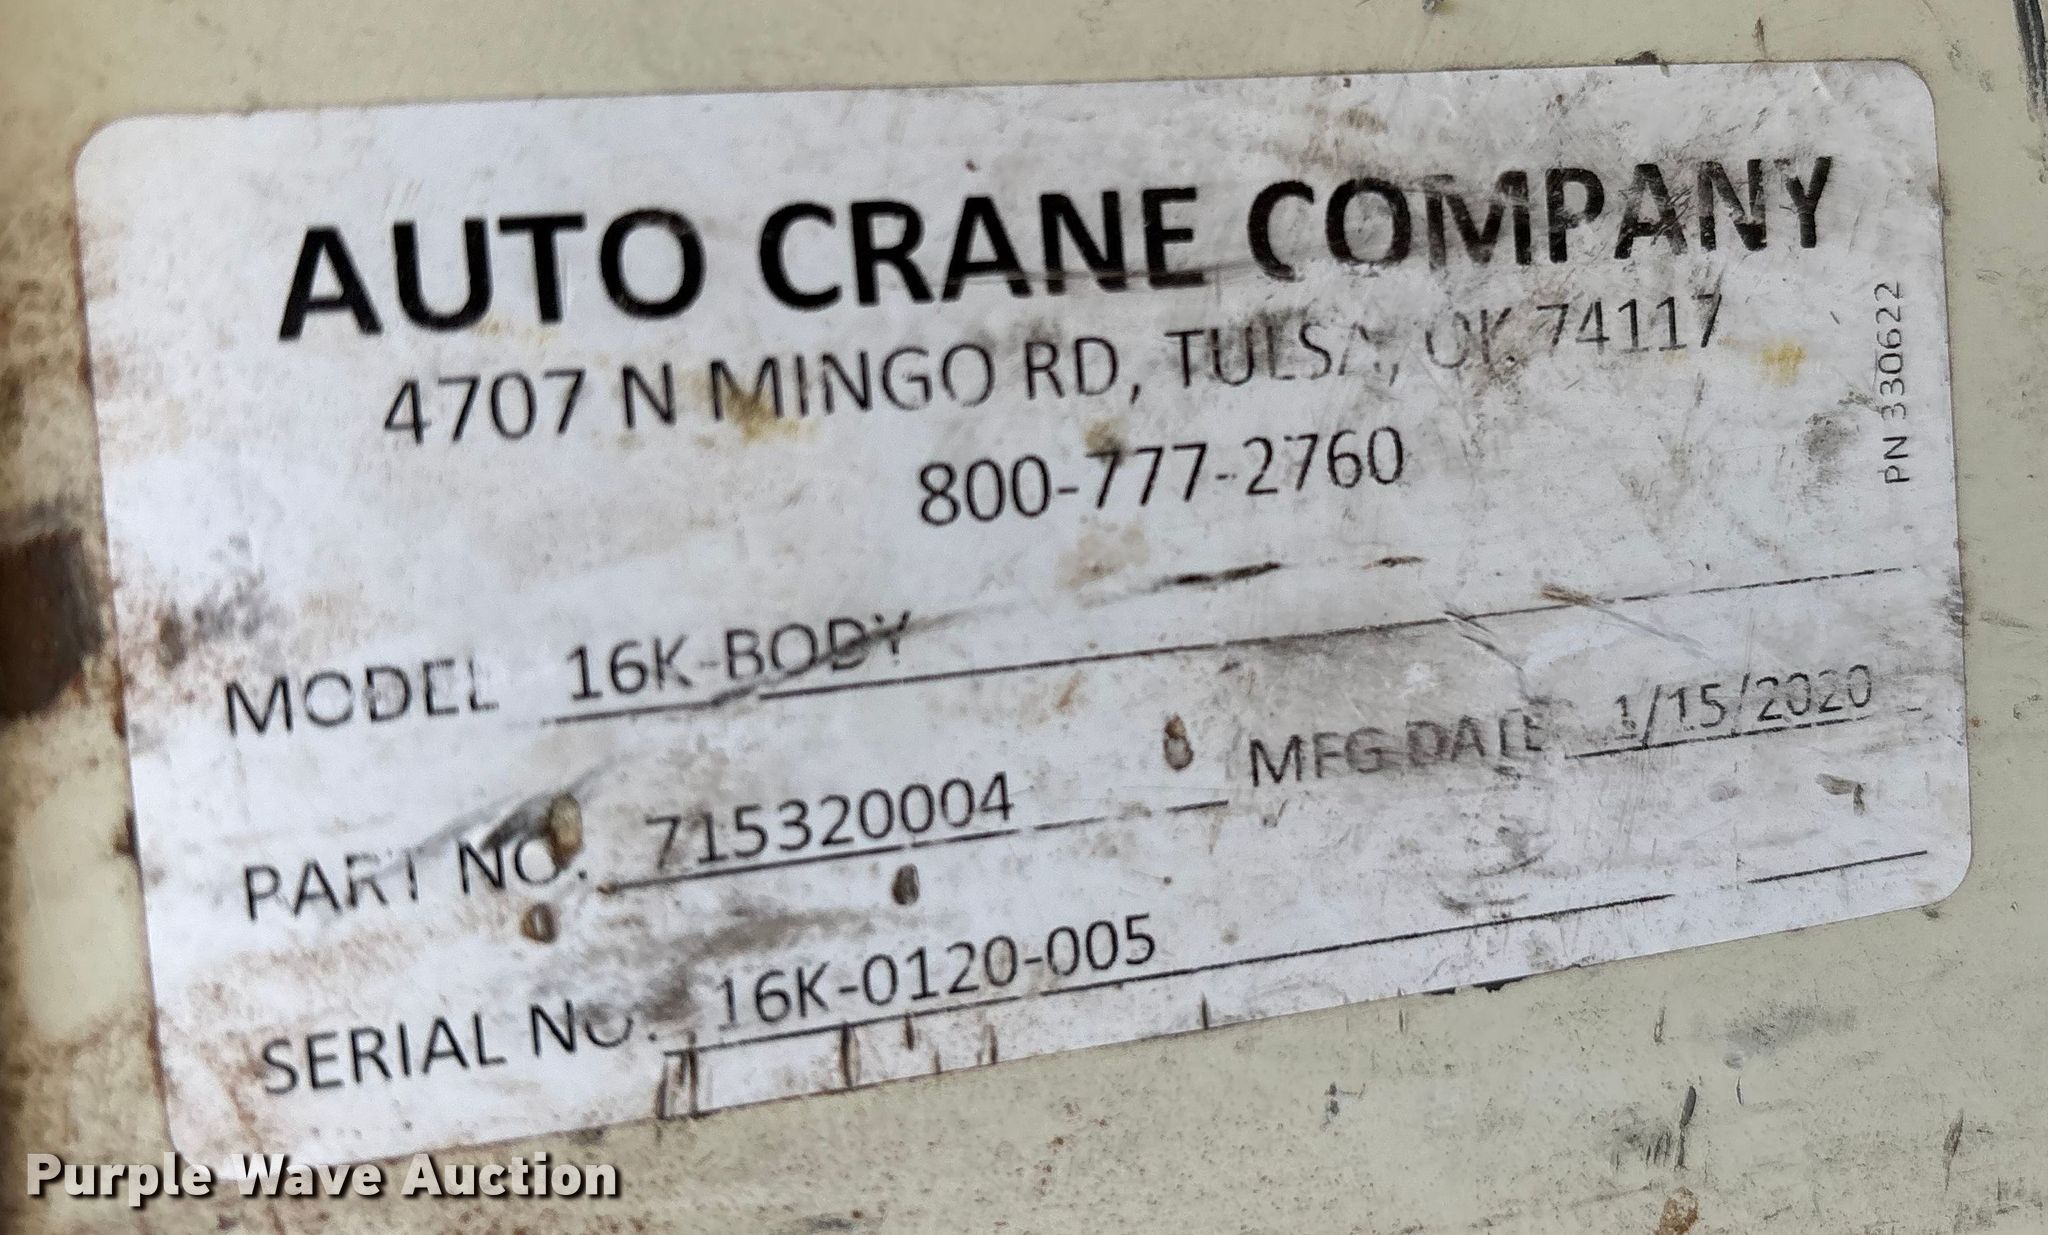 AUTO CRANE COMPANY
4707 N MINGO RD, TULSA, OK 74117
800-777-2760
PN 330622
MODEL 16K-BODY
PART NO. 715320004 MFG DATE 1/15/2020
SERIAL NO. 16K-0120-005
Purple Wave Auction